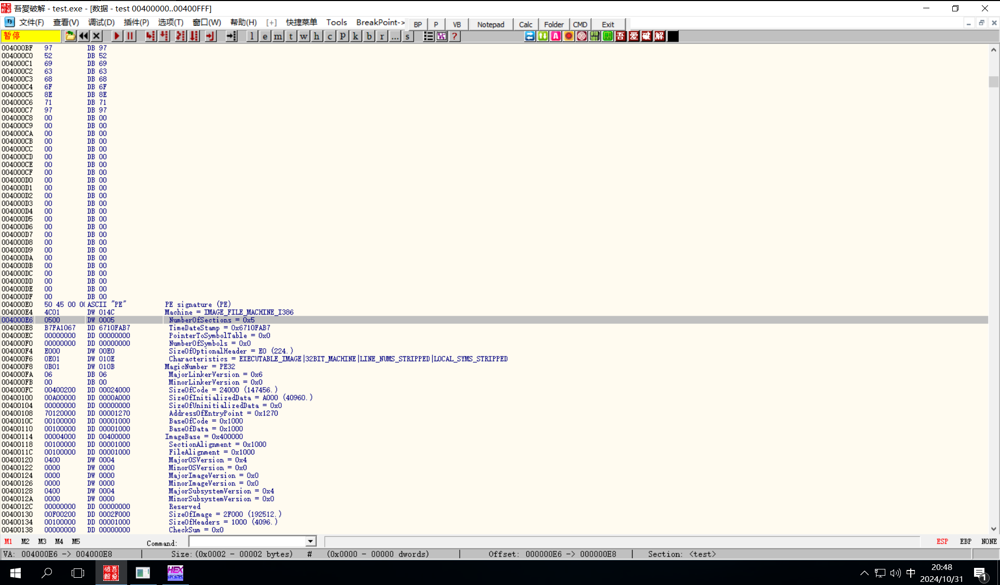 吾愛破解 - test.exe - [数据 - test 00400000..00400FFF]
文件(F) 查看(V) 调试(D) 插件(P) 选项(T) 窗口(W) 帮助(H) [+] 快捷菜单 Tools BreakPoint-> BP P VB Notepad Calc Folder CMD Exit
暂停 l e m t w h c P k b r ... s ? A 吾 爱 破 解
004000BF 97 DB 97
004000C0 52 DB 52
004000C1 69 DB 69
004000C2 63 DB 63
004000C3 68 DB 68
004000C4 6F DB 6F
004000C5 8E DB 8E
004000C6 71 DB 71
004000C7 97 DB 97
004000C8 00 DB 00
004000C9 00 DB 00
004000CA 00 DB 00
004000CB 00 DB 00
004000CC 00 DB 00
004000CD 00 DB 00
004000CE 00 DB 00
004000CF 00 DB 00
004000D0 00 DB 00
004000D1 00 DB 00
004000D2 00 DB 00
004000D3 00 DB 00
004000D4 00 DB 00
004000D5 00 DB 00
004000D6 00 DB 00
004000D7 00 DB 00
004000D8 00 DB 00
004000D9 00 DB 00
004000DA 00 DB 00
004000DB 00 DB 00
004000DC 00 DB 00
004000DD 00 DB 00
004000DE 00 DB 00
004000DF 00 DB 00
004000E0 50 45 00 0( ASCII "PE" PE signature (PE)
004000E4 4C01 DW 014C Machine = IMAGE_FILE_MACHINE_I386
004000E6 0500 DW 0005 NumberOfSections = 0x5
004000E8 B7FA1067 DD 6710FAB7 TimeDateStamp = 0x6710FAB7
004000EC 00000000 DD 00000000 PointerToSymbolTable = 0x0
004000F0 00000000 DD 00000000 NumberOfSymbols = 0x0
004000F4 E000 DW 00E0 SizeOfOptionalHeader = E0 (224.)
004000F6 0E01 DW 010E Characteristics = EXECUTABLE_IMAGE|32BIT_MACHINE|LINE_NUMS_STRIPPED|LOCAL_SYMS_STRIPPED
004000F8 0B01 DW 010B MagicNumber = PE32
004000FA 06 DB 06 MajorLinkerVersion = 0x6
004000FB 00 DB 00 MinorLinkerVersion = 0x0
004000FC 00400200 DD 00024000 SizeOfCode = 24000 (147456.)
00400100 00A00000 DD 0000A000 SizeOfInitializedData = A000 (40960.)
00400104 00000000 DD 00000000 SizeOfUninitializedData = 0x0
00400108 70120000 DD 00001270 AddressOfEntryPoint = 0x1270
0040010C 00100000 DD 00001000 BaseOfCode = 0x1000
00400110 00100000 DD 00001000 BaseOfData = 0x1000
00400114 00004000 DD 00400000 ImageBase = 0x400000
00400118 00100000 DD 00001000 SectionAlignment = 0x1000
0040011C 00100000 DD 00001000 FileAlignment = 0x1000
00400120 0400 DW 0004 MajorOSVersion = 0x4
00400122 0000 DW 0000 MinorOSVersion = 0x0
00400124 0000 DW 0000 MajorImageVersion = 0x0
00400126 0000 DW 0000 MinorImageVersion = 0x0
00400128 0400 DW 0004 MajorSubsystemVersion = 0x4
0040012A 0000 DW 0000 MinorSubsystemVersion = 0x0
0040012C 00000000 DD 00000000 Reserved
00400130 00F00200 DD 0002F000 SizeOfImage = 2F000 (192512.)
00400134 00100000 DD 00001000 SizeOfHeaders = 1000 (4096.)
00400138 00000000 DD 00000000 CheckSum = 0x0
M1 M2 M3 M4 M5 Command: ESP EBP NONE
VA: 004000E6 -> 004000E8 | Size:(0x0002 - 00002 bytes) # (0x0000 - 00000 dwords) | Offset: 000000E6 -> 000000E8 | Section: <test>
破吾解爱 HEX 中 20:48 1
2024/10/31